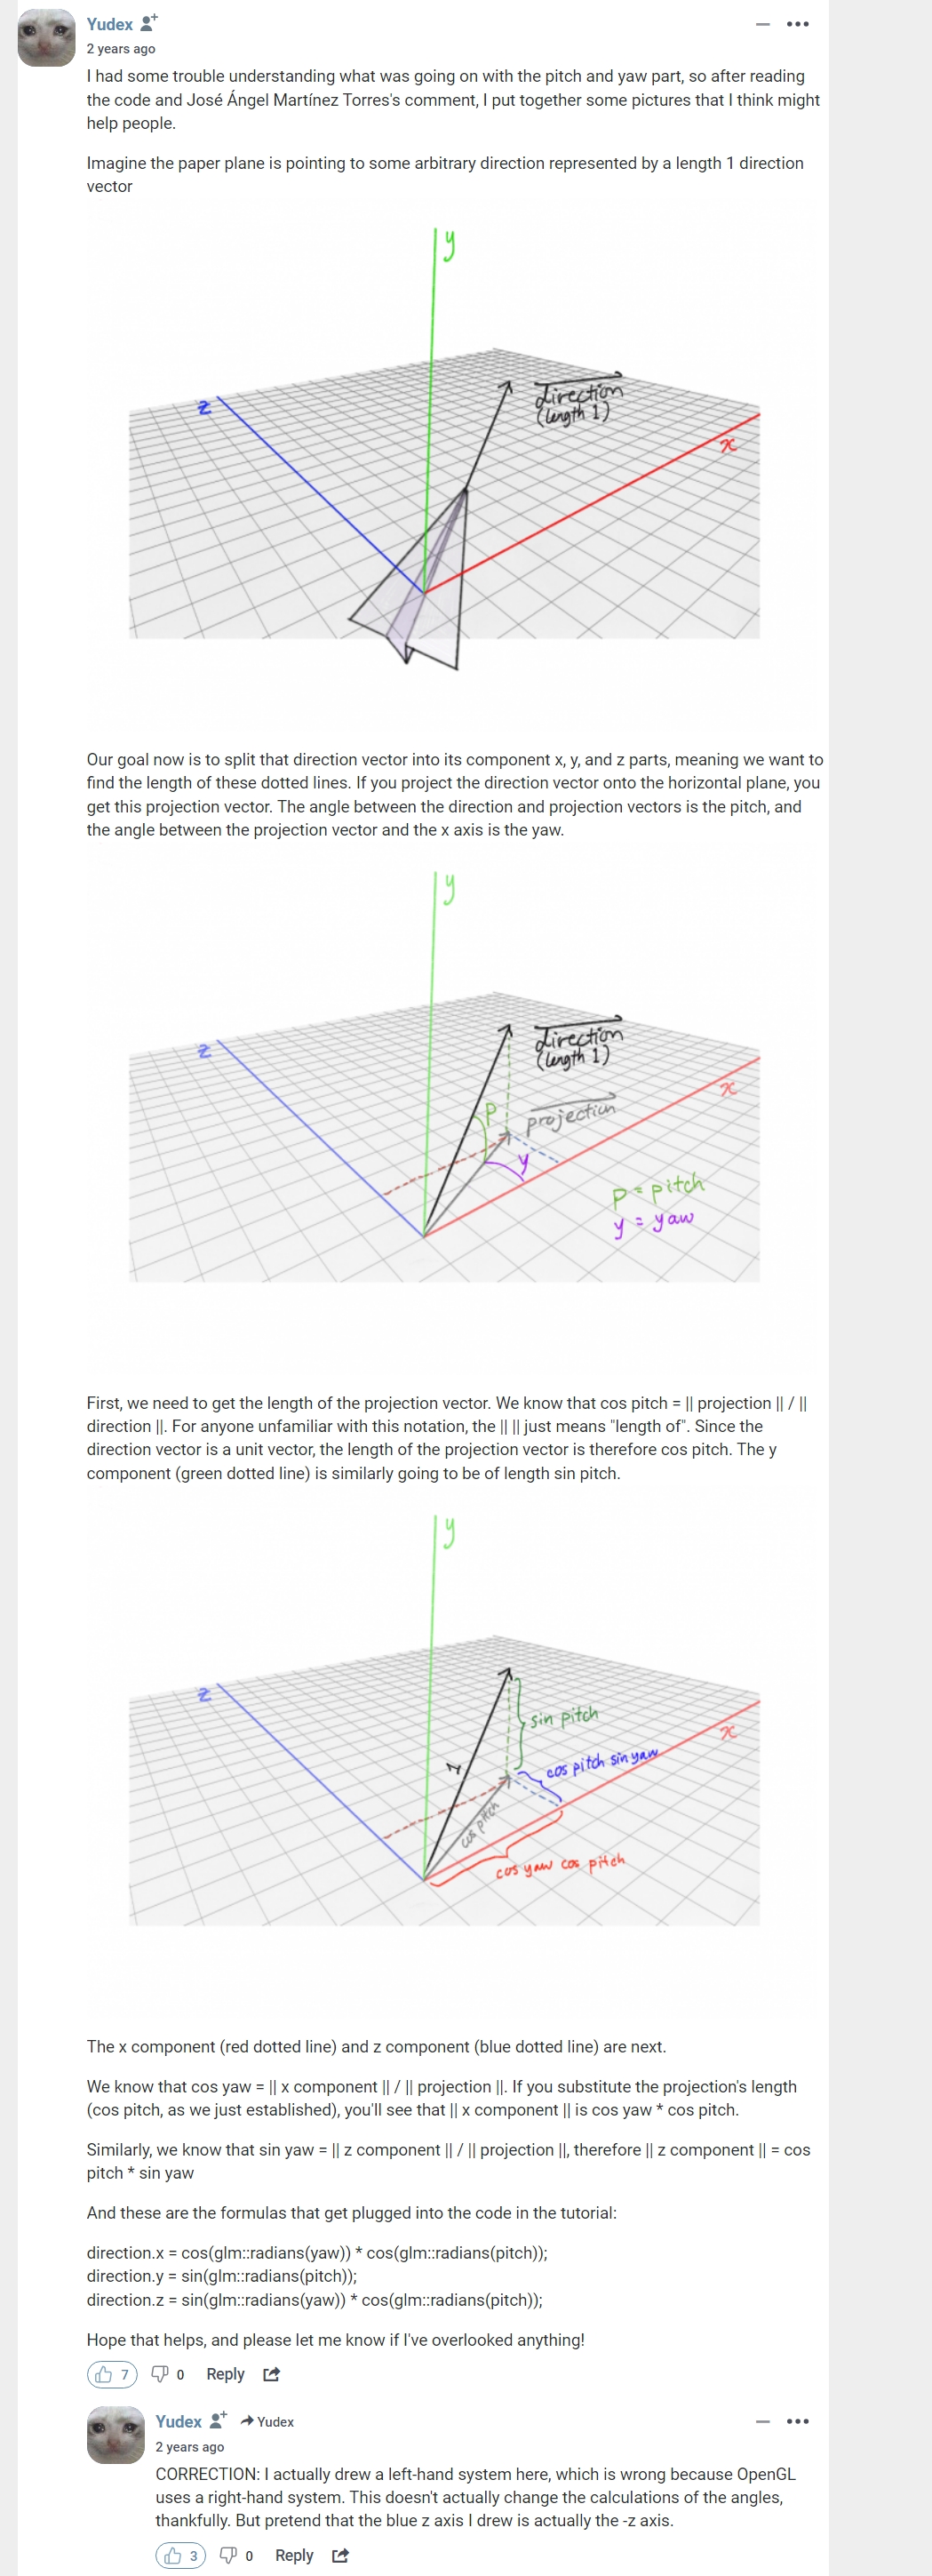 Yudex
2 years ago
I had some trouble understanding what was going on with the pitch and yaw part, so after reading
the code and José Ángel Martínez Torres's comment, I put together some pictures that I think might
help people.
Imagine the paper plane is pointing to some arbitrary direction represented by a length 1 direction
vector
y
z
direction
(length 1)
x
Our goal now is to split that direction vector into its component x, y, and z parts, meaning we want to
find the length of these dotted lines. If you project the direction vector onto the horizontal plane, you
get this projection vector. The angle between the direction and projection vectors is the pitch, and
the angle between the projection vector and the x axis is the yaw.
y
z
direction
(length 1)
x
P
projection
y
P = pitch
y = yaw
First, we need to get the length of the projection vector. We know that cos pitch = || projection || / ||
direction ||. For anyone unfamiliar with this notation, the || || just means "length of". Since the
direction vector is a unit vector, the length of the projection vector is therefore cos pitch. The y
component (green dotted line) is similarly going to be of length sin pitch.
y
z
sin pitch
x
1
cos pitch sin yaw
cos pitch
cos yaw cos pitch
The x component (red dotted line) and z component (blue dotted line) are next.
We know that cos yaw = || x component || / || projection ||. If you substitute the projection's length
(cos pitch, as we just established), you'll see that || x component || is cos yaw * cos pitch.
Similarly, we know that sin yaw = || z component || / || projection ||, therefore || z component || = cos
pitch * sin yaw
And these are the formulas that get plugged into the code in the tutorial:
direction.x = cos(glm::radians(yaw)) * cos(glm::radians(pitch));
direction.y = sin(glm::radians(pitch));
direction.z = sin(glm::radians(yaw)) * cos(glm::radians(pitch));
Hope that helps, and please let me know if I've overlooked anything!
7 0 Reply
Yudex Yudex
2 years ago
CORRECTION: I actually drew a left-hand system here, which is wrong because OpenGL
uses a right-hand system. This doesn't actually change the calculations of the angles,
thankfully. But pretend that the blue z axis I drew is actually the -z axis.
3 0 Reply